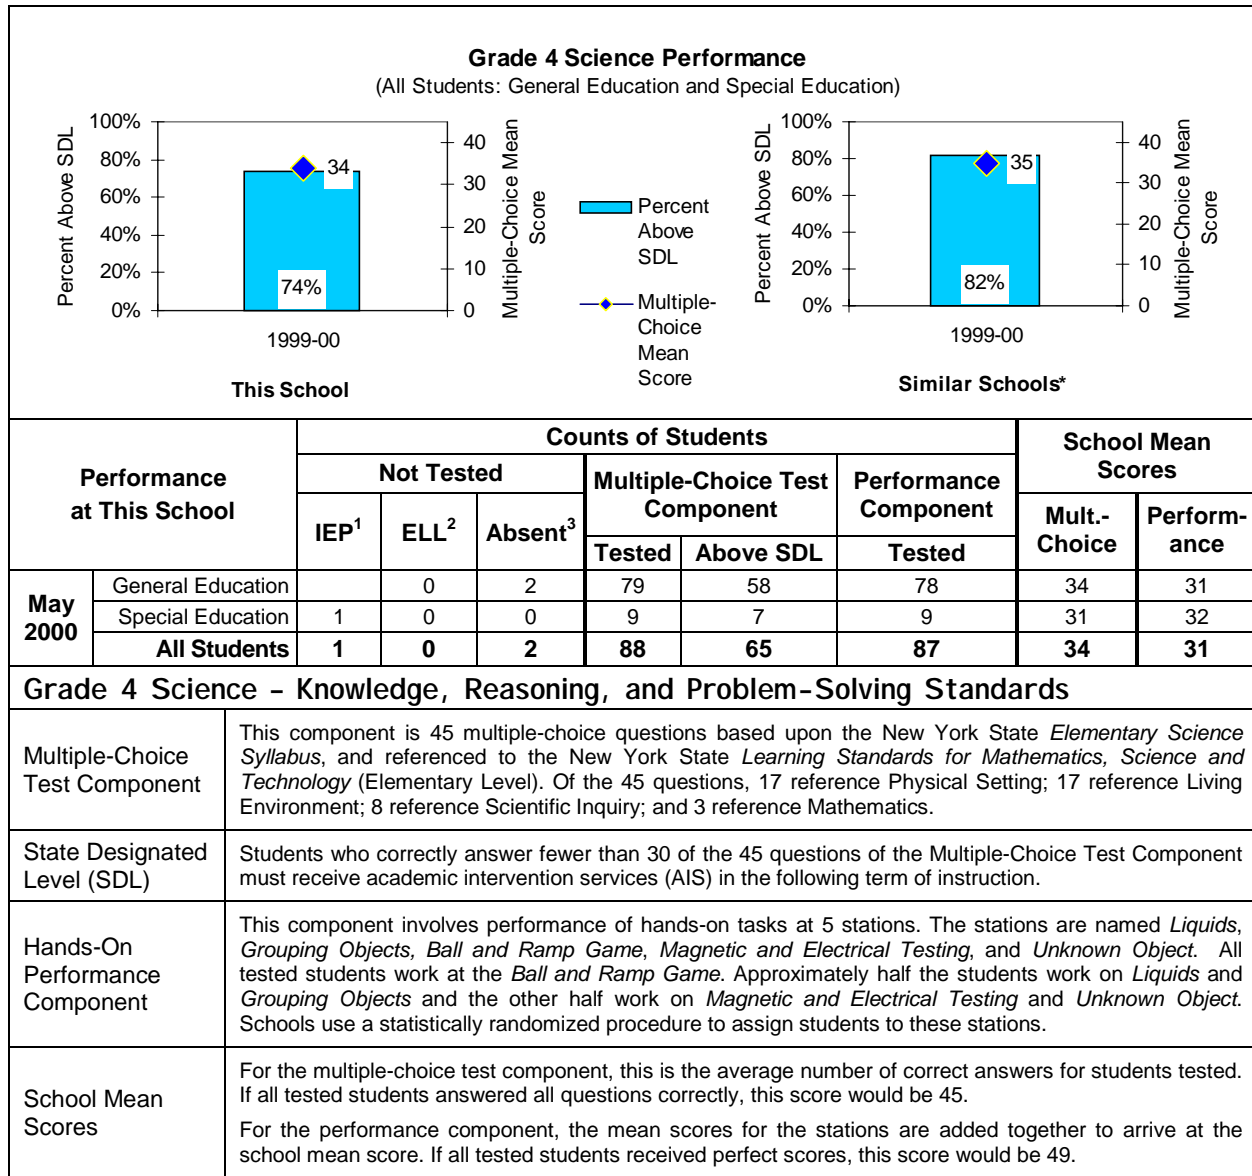 Grade 4 Science Performance
(All Students: General Education and Special Education)
Percent Above SDL
100%
80%
60%
40%
20%
0%
34
74%
40
30
20
10
0
Multiple-Choice Mean
Score
1999-00
This School
Percent
Above
SDL
Multiple-
Choice
Mean
Score
Percent Above SDL
100%
80%
60%
40%
20%
0%
35
82%
40
30
20
10
0
Multiple-Choice Mean
Score
1999-00
Similar Schools*
Performance
at This School
Counts of Students
School Mean
Scores
Not Tested
Multiple-Choice Test
Component
Performance
Component
IEP1
ELL2
Absent3
Mult.-
Choice
Perform-
ance
Tested
Above SDL
Tested
May
2000
General Education 0 2 79 58 78 34 31
Special Education 1 0 0 9 7 9 31 32
All Students 1 0 2 88 65 87 34 31
Grade 4 Science – Knowledge, Reasoning, and Problem-Solving Standards
Multiple-Choice
Test Component
This component is 45 multiple-choice questions based upon the New York State Elementary Science
Syllabus, and referenced to the New York State Learning Standards for Mathematics, Science and
Technology (Elementary Level). Of the 45 questions, 17 reference Physical Setting; 17 reference Living
Environment; 8 reference Scientific Inquiry; and 3 reference Mathematics.
State Designated
Level (SDL)
Students who correctly answer fewer than 30 of the 45 questions of the Multiple-Choice Test Component
must receive academic intervention services (AIS) in the following term of instruction.
Hands-On
Performance
Component
This component involves performance of hands-on tasks at 5 stations. The stations are named Liquids,
Grouping Objects, Ball and Ramp Game, Magnetic and Electrical Testing, and Unknown Object. All
tested students work at the Ball and Ramp Game. Approximately half the students work on Liquids and
Grouping Objects and the other half work on Magnetic and Electrical Testing and Unknown Object.
Schools use a statistically randomized procedure to assign students to these stations.
School Mean
Scores
For the multiple-choice test component, this is the average number of correct answers for students tested.
If all tested students answered all questions correctly, this score would be 45.
For the performance component, the mean scores for the stations are added together to arrive at the
school mean score. If all tested students received perfect scores, this score would be 49.